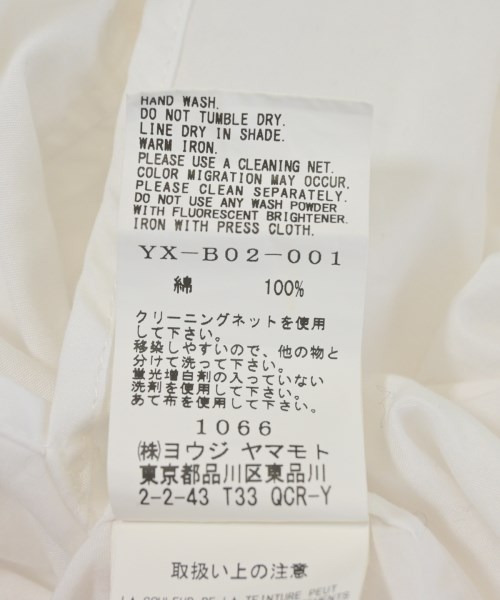 HAND WASH.
DO NOT TUMBLE DRY.
LINE DRY IN SHADE.
WARM IRON.
PLEASE USE A CLEANING NET.
COLOR MIGRATION MAY OCCUR.
PLEASE CLEAN SEPARATELY.
DO NOT USE ANY WASH POWDER
WITH FLUORESCENT BRIGHTENER.
IRON WITH PRESS CLOTH.
YX-B02-001
綿 100%
クリーニングネットを使用
して下さい。
移染しやすいので、他の物と
分けて洗って下さい。
蛍光増白剤の入っていない
洗剤を使用して下さい。
あて布を使用して下さい。
1066
㈱ヨウジ ヤマモト
東京都品川区東品川
2-2-43 T33 QCR-Y
取扱い上の注意
LA COULEUR DE LA TEINTURE PEUT